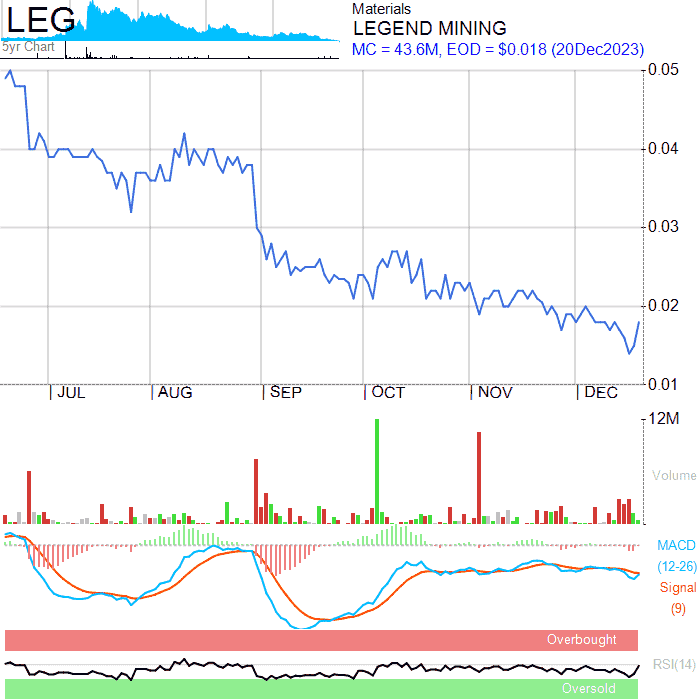 LEG
5yr Chart
Materials
LEGEND MINING
MC = 43.6M, EOD = $0.018 (20Dec2023)
0.05
0.04
0.03
0.02
0.01
JUL AUG SEP OCT NOV DEC
12M
Volume
MACD
(12-26)
Signal
(9)
Overbought
RSI(14)
Oversold